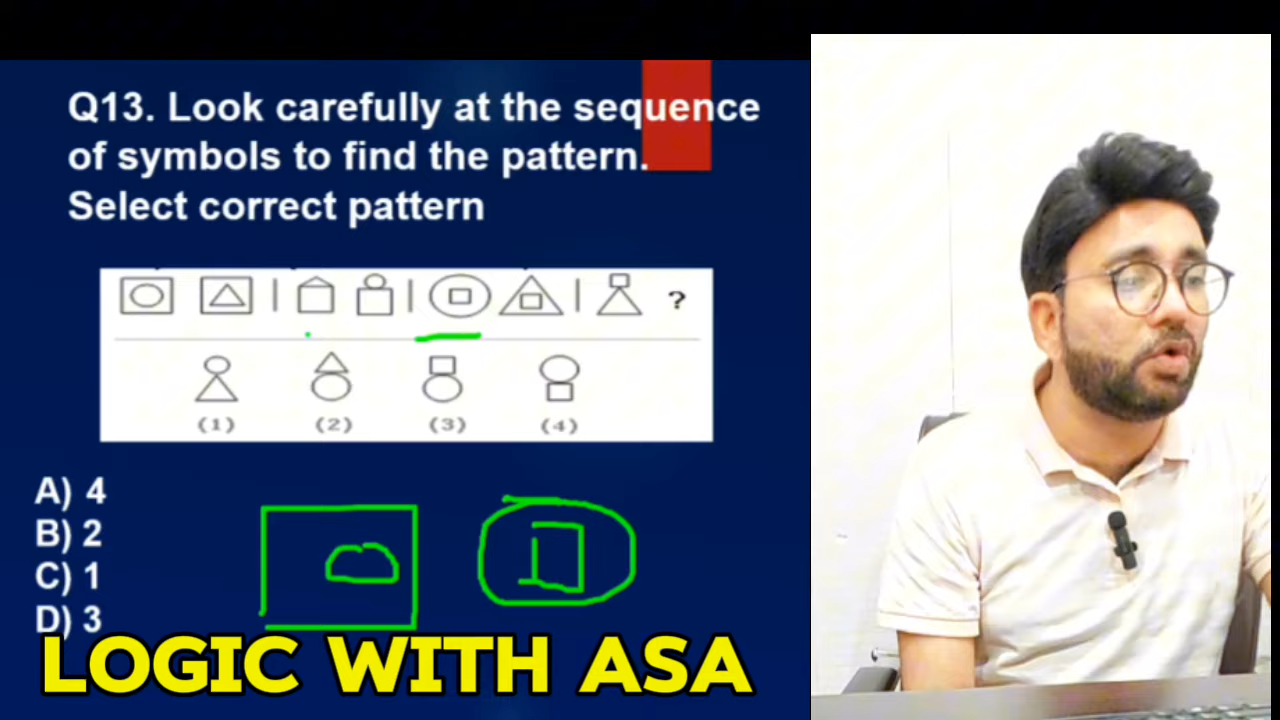 Q13. Look carefully at the sequence
of symbols to find the pattern.
Select correct pattern
?
(1) (2) (3) (4)
A) 4
B) 2
C) 1
D) 3
LOGIC WITH ASA